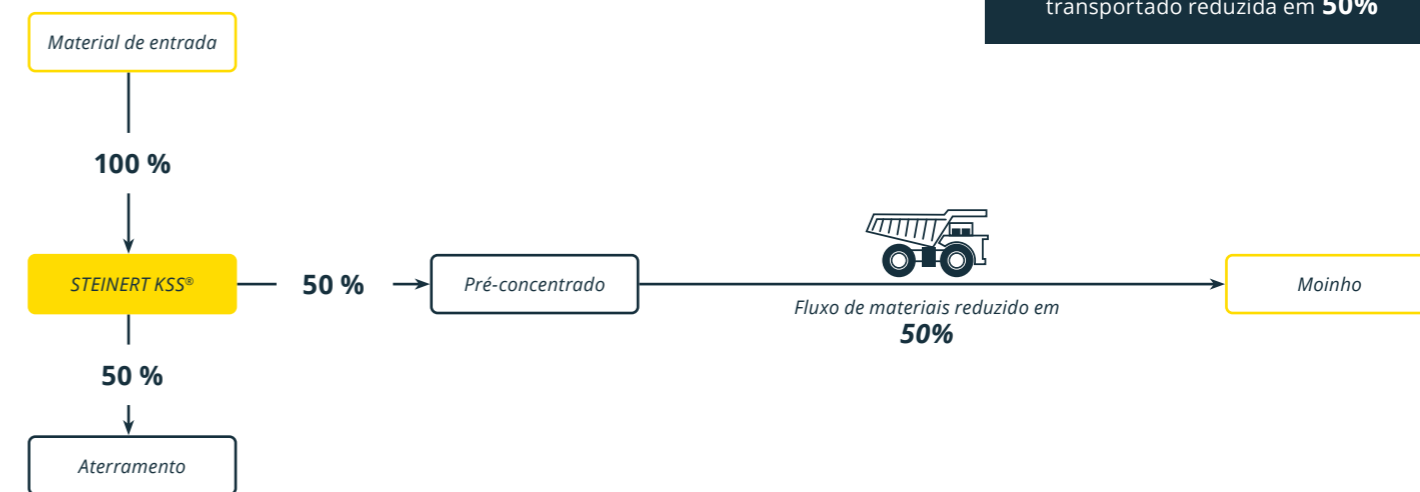 transportado reduzida em 50%
Material de entrada
100 %
STEINERT KSS®
50 %
Pré-concentrado
Fluxo de materiais reduzido em
50%
Moinho
50 %
Aterramento